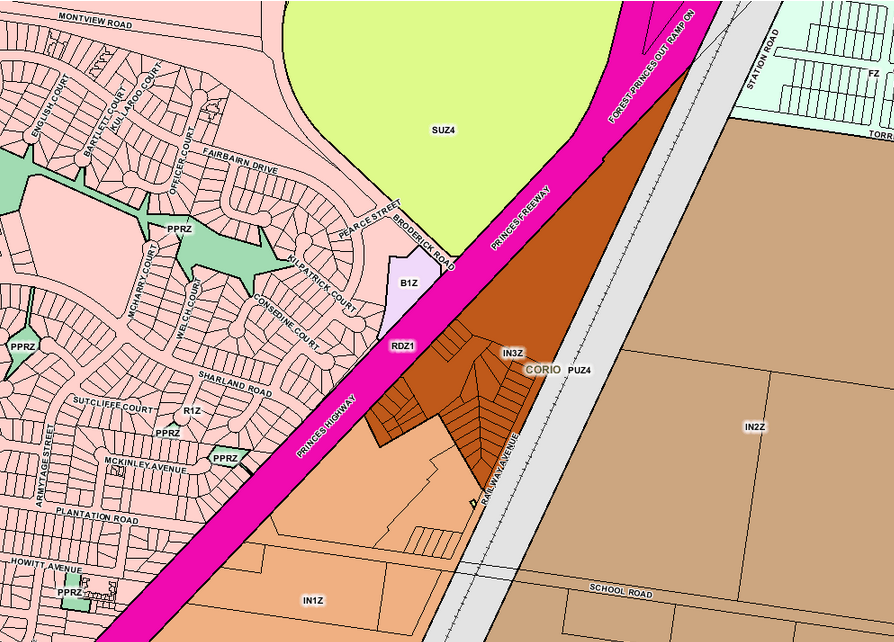 MONTVIEW ROAD
FOREST-PRINCES OUT RAMP ON
STATION ROAD
FZ
ENGLISH COURT
BARTLETT COURT
KULLAROO COURT
OFFICER COURT
SUZ4
TORR
FAIRBAIRN DRIVE
PEARCE STREET
BRODERICK ROAD
PRINCES FREEWAY
PPRZ
MCHARRY COURT
WELCH COURT
KILPATRICK COURT
CONSEDINE COURT
B1Z
PPRZ
RDZ1
IN3Z
CORIO
PUZ4
SHARLAND ROAD
SUTCLIFFE COURT
R1Z
PRINCES HIGHWAY
IN2Z
PPRZ
ARMYTAGE STREET
MCKINLEY AVENUE
PPRZ
RAILWAY AVENUE
PLANTATION ROAD
HOWITT AVENUE
PPRZ
IN1Z
SCHOOL ROAD